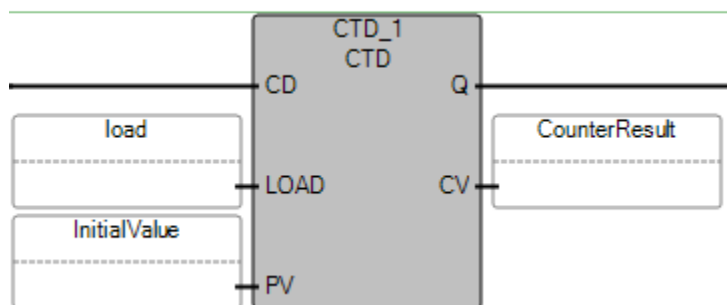 CTD_1
CTD
CD Q
load CounterResult
LOAD CV
InitialValue
PV